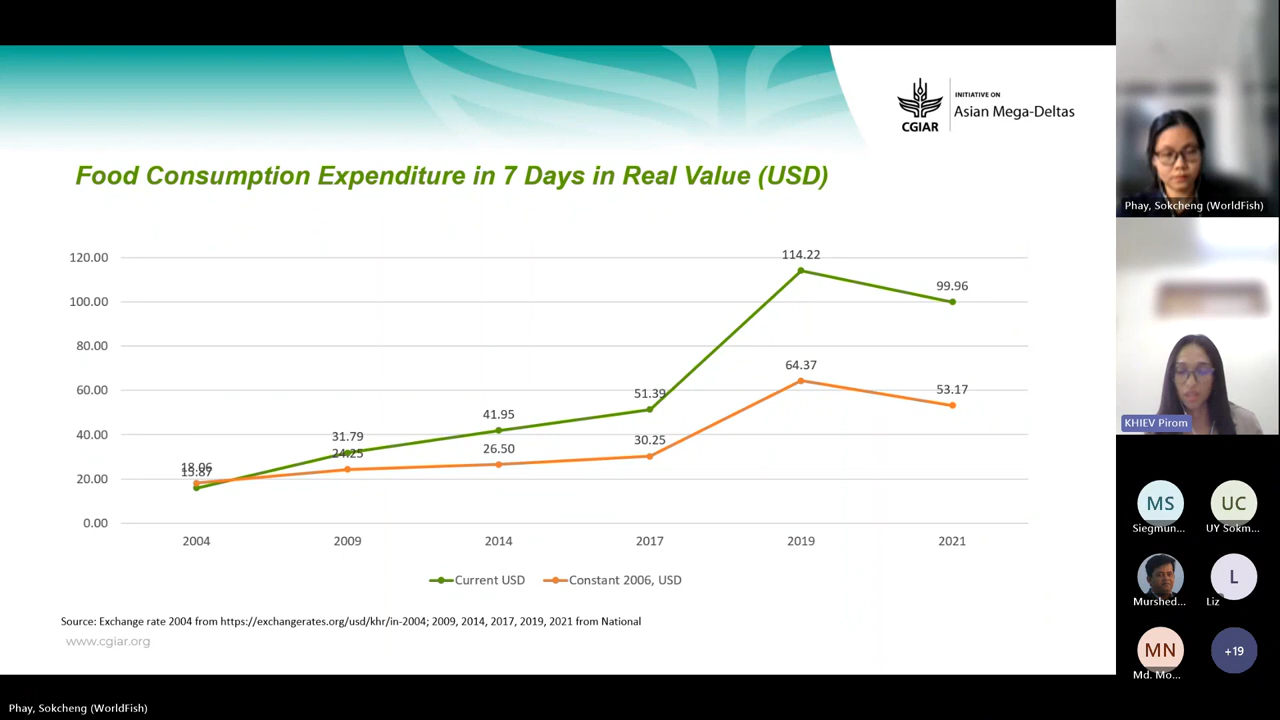 INITIATIVE ON
Asian Mega-Deltas
CGIAR
Food Consumption Expenditure in 7 Days in Real Value (USD)
120.00
100.00
80.00
60.00
40.00
20.00
0.00
114.22
99.96
64.37
53.17
51.39
41.95
30.25
31.79
26.50
24.25
18.06
15.87
2004
2009
2014
2017
2019
2021
Current USD
Constant 2006, USD
Source: Exchange rate 2004 from https://exchangerates.org/usd/khr/in-2004; 2009, 2014, 2017, 2019, 2021 from National
www.cgiar.org
Phay, Sokcheng (WorldFish)
KHIEV Pirom
MS
UC
Siegmun...
UY Sokm...
L
Murshed...
Liz
MN
+19
Md. Mo...
Phay, Sokcheng (WorldFish)